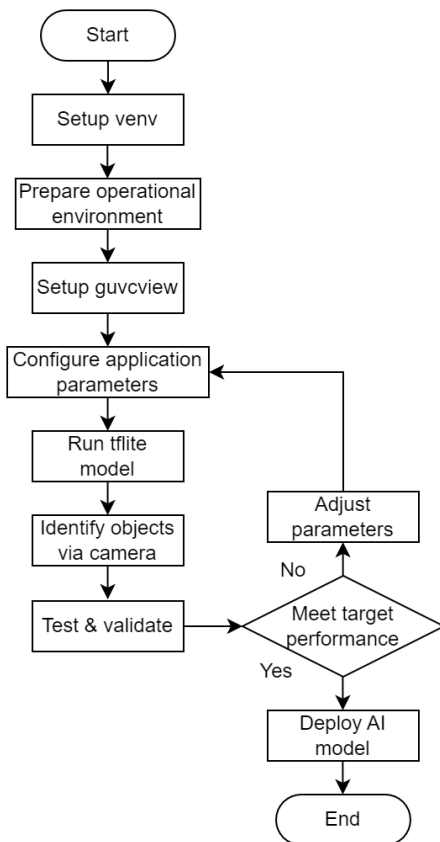 Start
Setup venv
Prepare operational
environment
Setup guvcview
Configure application
parameters
Run tflite
model
Identify objects
via camera
Test & validate
Adjust
parameters
No
Meet target
performance
Yes
Deploy AI
model
End